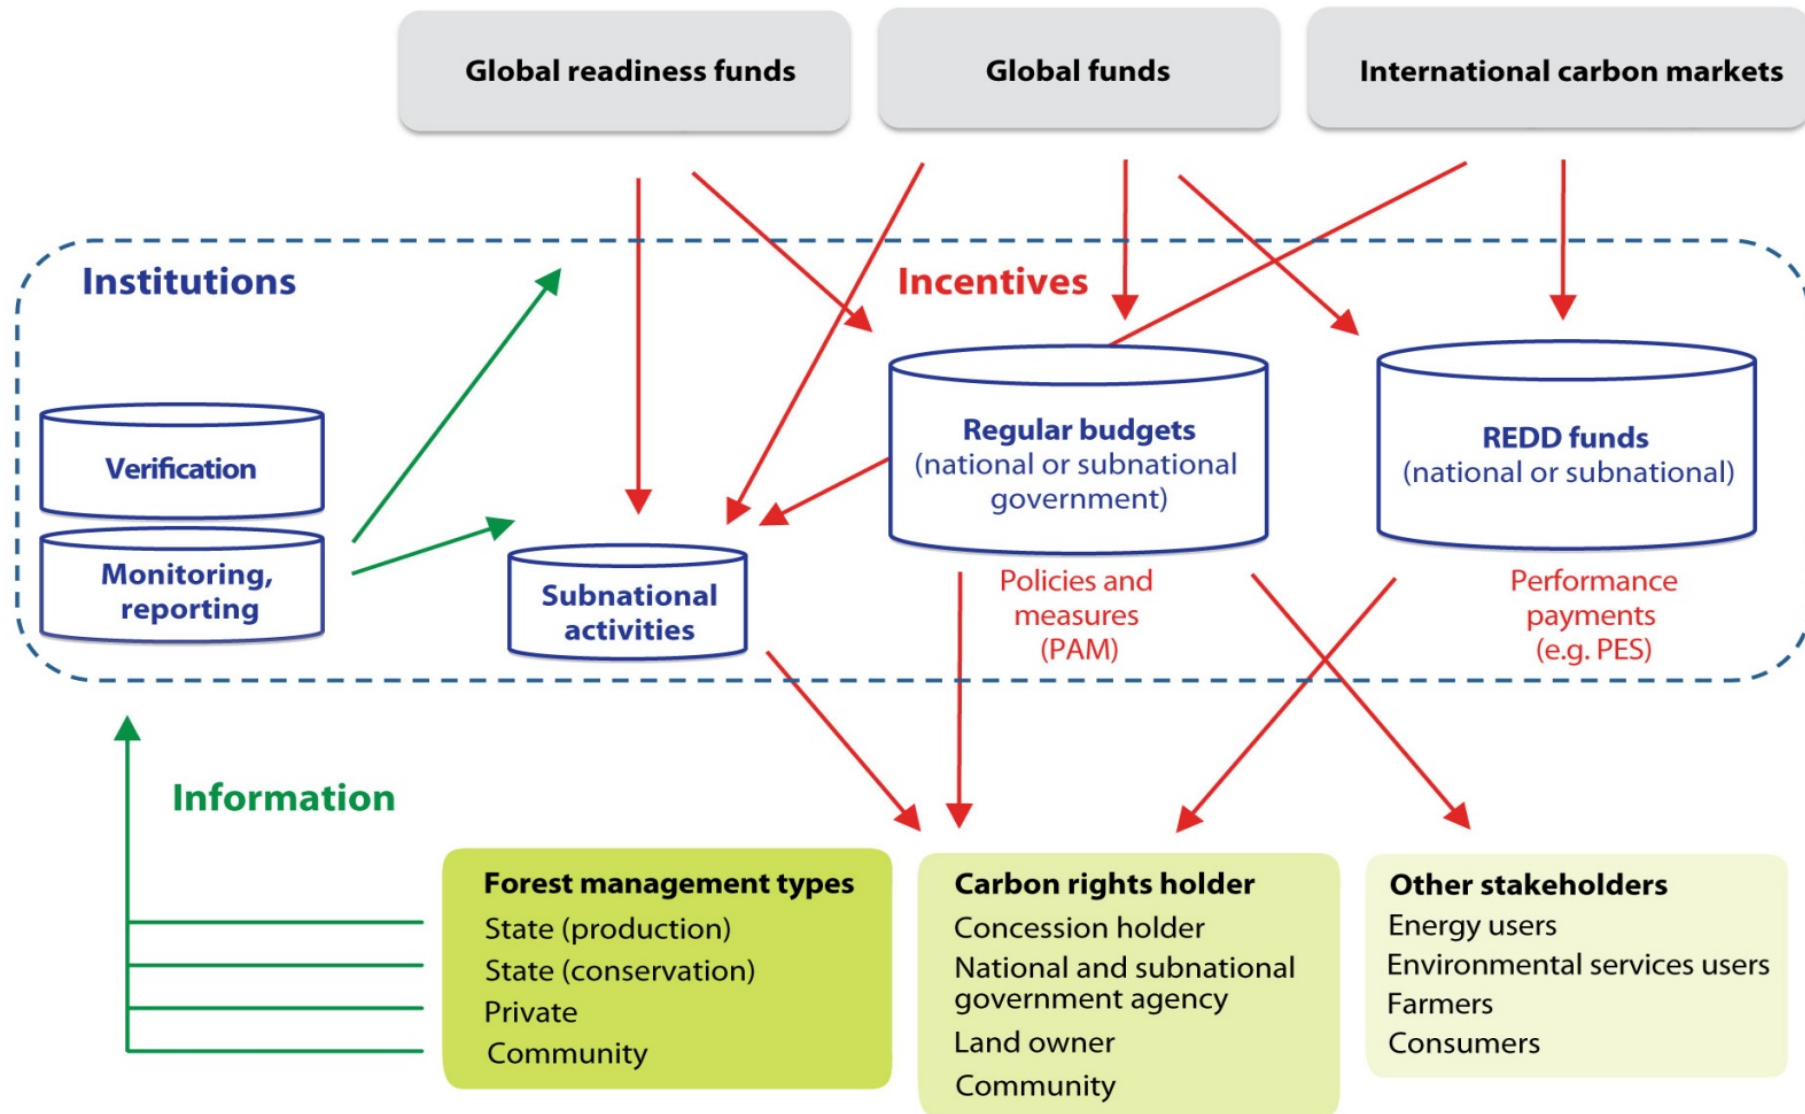 Global readiness funds
Global funds
International carbon markets
Institutions
Incentives
Verification
Monitoring,
reporting
Subnational
activities
Regular budgets
(national or subnational
government)
REDD funds
(national or subnational)
Policies and
measures
(PAM)
Performance
payments
(e.g. PES)
Information
Forest management types
State (production)
State (conservation)
Private
Community
Carbon rights holder
Concession holder
National and subnational
government agency
Land owner
Community
Other stakeholders
Energy users
Environmental services users
Farmers
Consumers